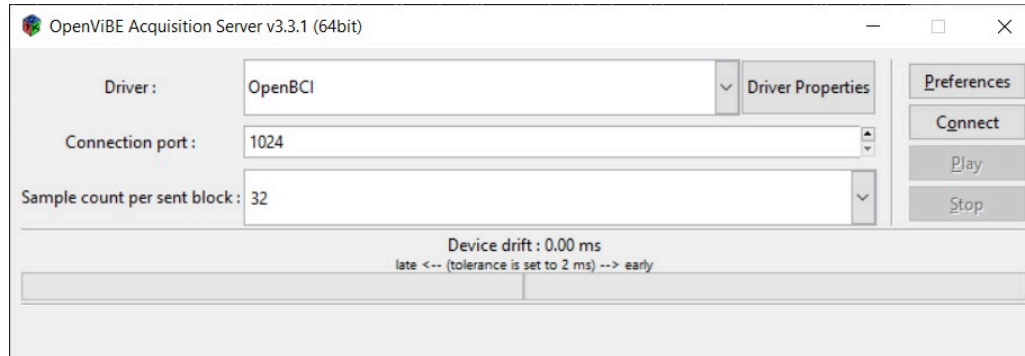 OpenViBE Acquisition Server v3.3.1 (64bit)
Driver : OpenBCI Driver Properties
Connection port : 1024
Sample count per sent block : 32
Preferences
Connect
Play
Stop
Device drift : 0.00 ms
late <-- (tolerance is set to 2 ms) --> early